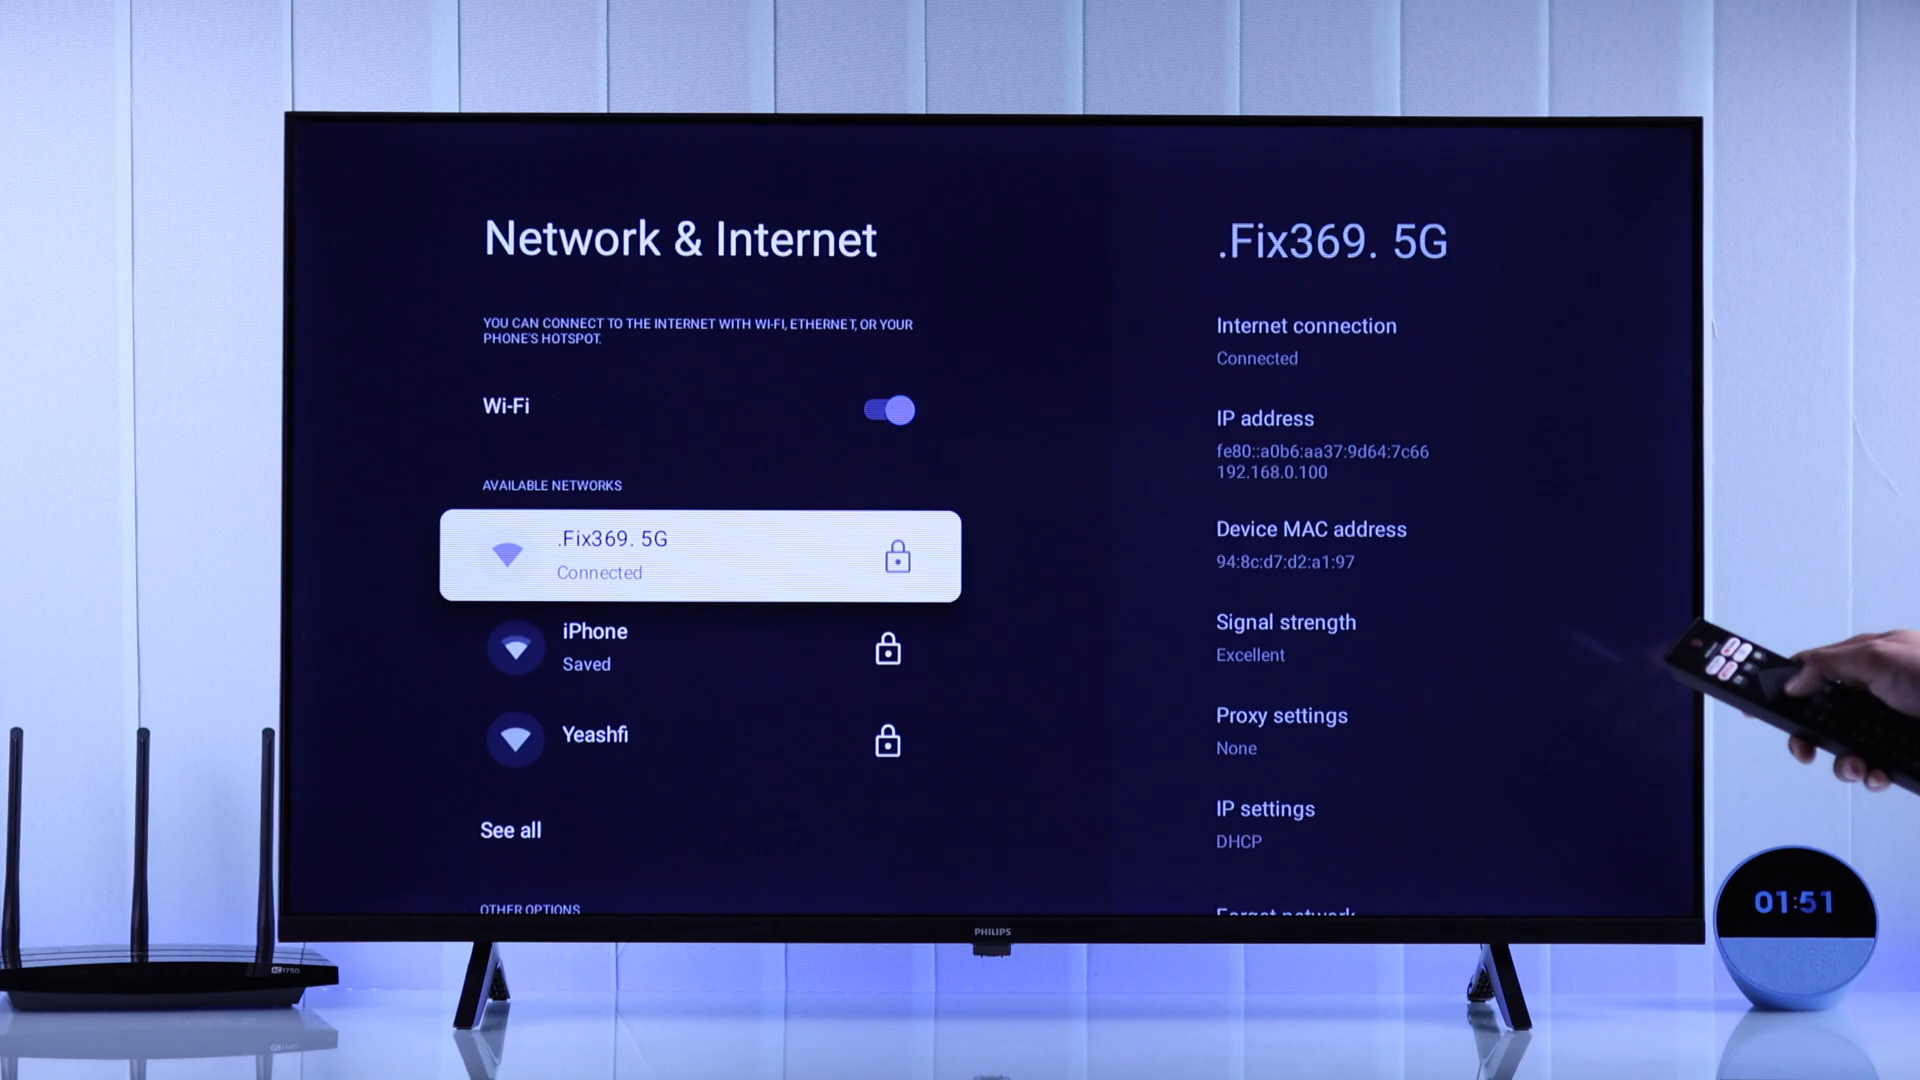 Network & Internet
YOU CAN CONNECT TO THE INTERNET WITH WI-FI, ETHERNET, OR YOUR
PHONE'S HOTSPOT.
Wi-Fi
AVAILABLE NETWORKS
.Fix369. 5G
Connected
iPhone
Saved
Yeashfi
See all
OTHER OPTIONS
.Fix369. 5G
Internet connection
Connected
IP address
fe80::a0b6:aa37:9d64:7c66
192.168.0.100
Device MAC address
94:8c:d7:d2:a1:97
Signal strength
Excellent
Proxy settings
None
IP settings
DHCP
Forget network
PHILIPS
AC1750
01:51